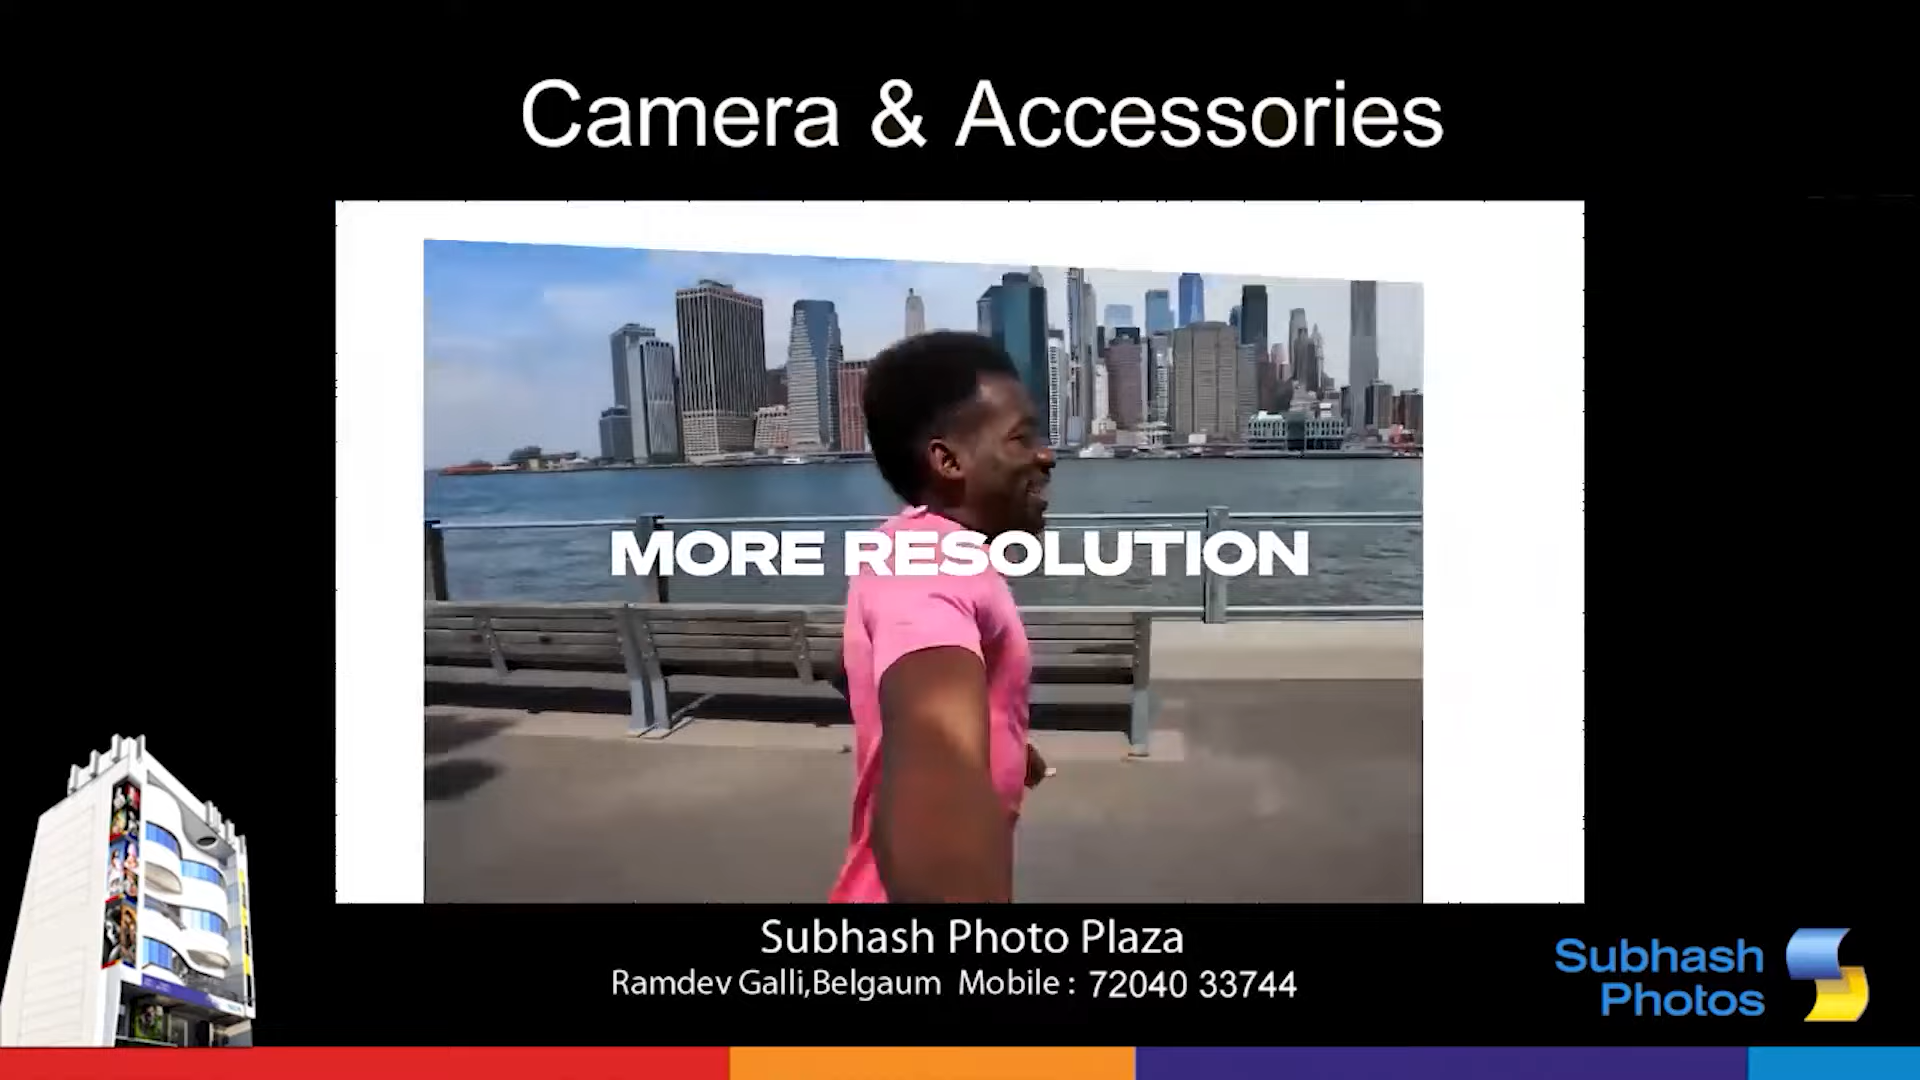 Camera & Accessories
MORE RESOLUTION
Subhash Photo Plaza
Ramdev Galli,Belgaum Mobile : 72040 33744
Subhash
Photos